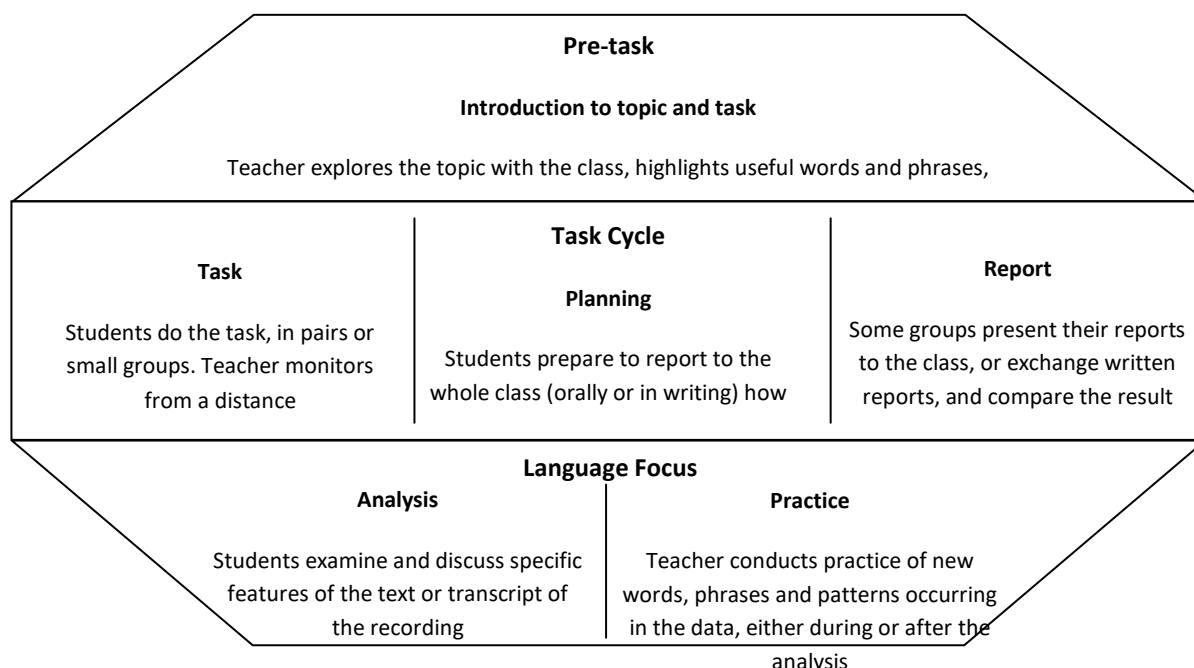 Pre-task
Introduction to topic and task
Teacher explores the topic with the class, highlights useful words and phrases,
Task Cycle
Task
Students do the task, in pairs or
small groups. Teacher monitors
from a distance
Planning
Students prepare to report to the
whole class (orally or in writing) how
Report
Some groups present their reports
to the class, or exchange written
reports, and compare the result
Language Focus
Analysis
Students examine and discuss specific
features of the text or transcript of
the recording
Practice
Teacher conducts practice of new
words, phrases and patterns occurring
in the data, either during or after the
analysis